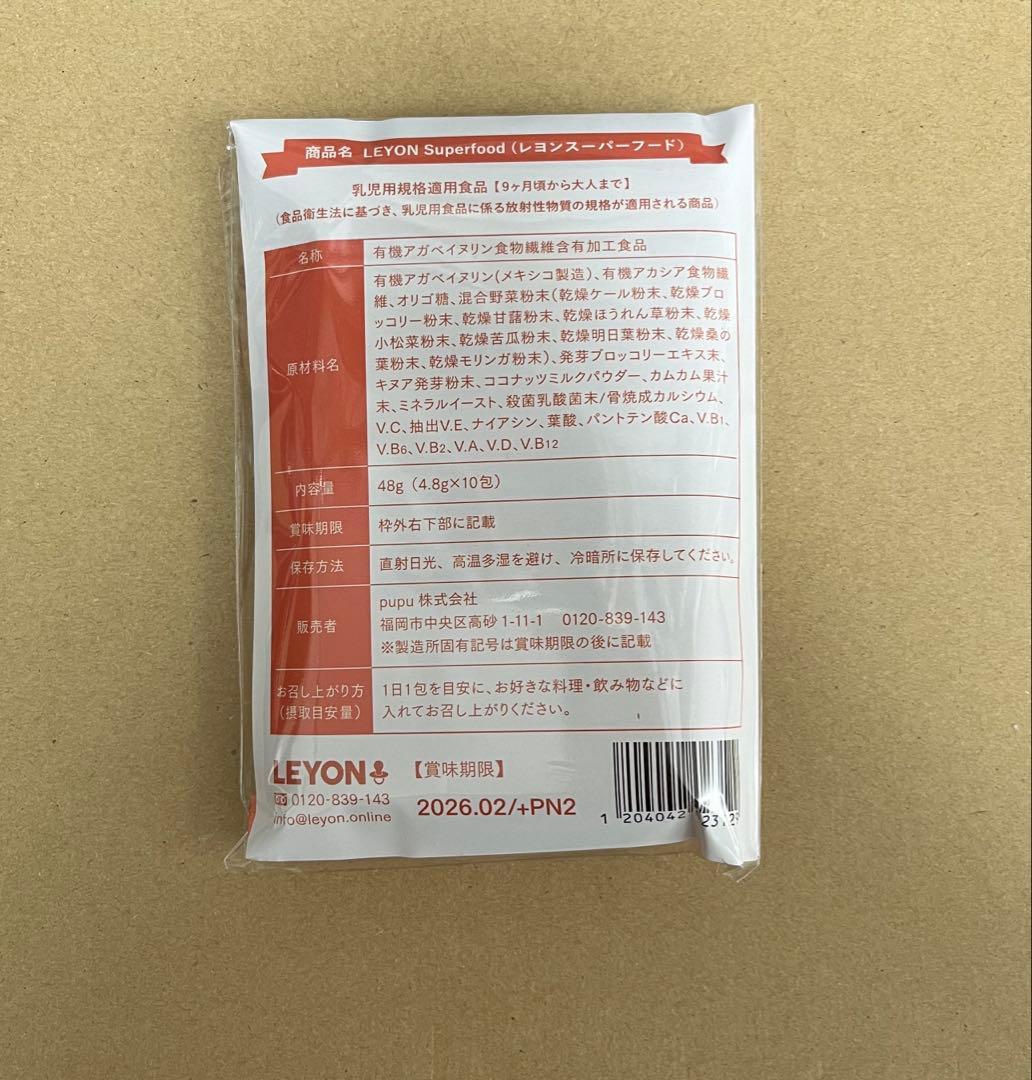 商品名 LEYON Superfood（レヨンスーパーフード）
乳児用規格適用食品【9ヶ月頃から大人まで】
（食品衛生法に基づき、乳児用食品に係る放射性物質の規格が適用される商品）
名称
有機アガベイヌリン食物繊維含有加工食品
原材料名
有機アガベイヌリン(メキシコ製造)、有機アカシア食物繊
維、オリゴ糖、混合野菜粉末(乾燥ケール粉末、乾燥ブロ
ッコリー粉末、乾燥甘藷粉末、乾燥ほうれん草粉末、乾燥
小松菜粉末、乾燥苦瓜粉末、乾燥明日葉粉末、乾燥桑の
葉粉末、乾燥モリンガ粉末)、発芽ブロッコリーエキス末、
キヌア発芽粉末、ココナッツミルクパウダー、カムカム果汁
末、ミネラルイースト、殺菌乳酸菌末/骨焼成カルシウム、
V.C、抽出V.E、ナイアシン、葉酸、パントテン酸Ca、V.B1、
V.B6、V.B2、V.A、V.D、V.B12
内容量
48g（4.8g×10包）
賞味期限
枠外右下部に記載
保存方法
直射日光、高温多湿を避け、冷暗所に保存してください。
販売者
pupu 株式会社
福岡市中央区高砂 1-11-1 0120-839-143
※製造所固有記号は賞味期限の後に記載
お召し上がり方
（摂取目安量）
1日1包を目安に、お好きな料理・飲み物などに
入れてお召し上がりください。
LEYON
0120-839-143
info@leyon.online
【賞味期限】
2026.02/+PN2
1 204042